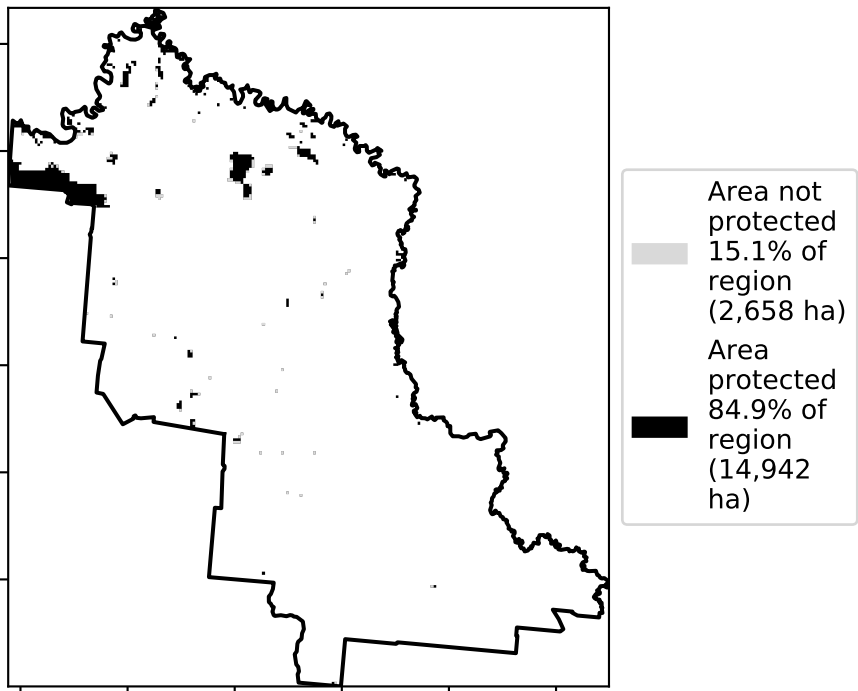 Area not
protected
15.1% of
region
(2,658 ha)
Area
protected
84.9% of
region
(14,942
ha)